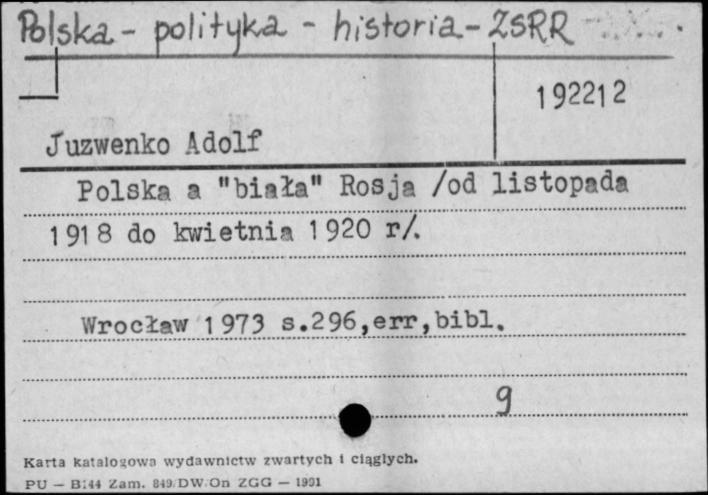 Polska - polityka - historia - ZSRR
192212
Juzwenko Adolf
Polska a "biała" Rosja /od listopada
1918 do kwietnia 1920 r/.
Wrocław 1973 s.296,err,bibl.
9
Karta katalogowa wydawnictw zwartych i ciągłych.
PU — B144 Zam. 849/DW/On ZGG — 1991